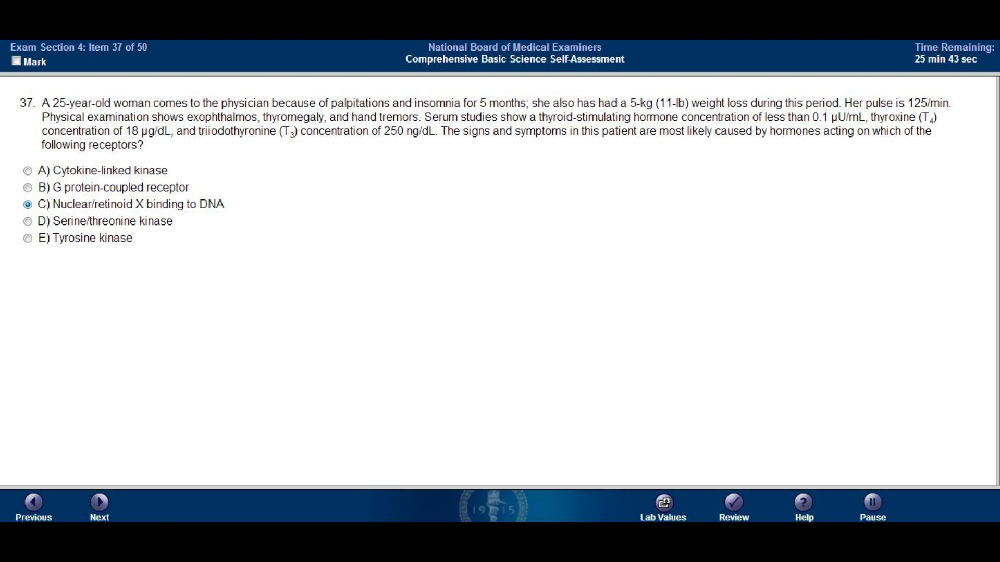 Exam Section 4: Item 37 of 50
National Board of Medical Examiners
Time Remaining:
Mark
Comprehensive Basic Science Self-Assessment
25 min 43 sec
37. A 25-year-old woman comes to the physician because of palpitations and insomnia for 5 months; she also has had a 5-kg (11-lb) weight loss during this period. Her pulse is 125/min.
Physical examination shows exophthalmos, thyromegaly, and hand tremors. Serum studies show a thyroid-stimulating hormone concentration of less than 0.1 µU/mL, thyroxine (T4)
concentration of 18 µg/dL, and triiodothyronine (T3) concentration of 250 ng/dL. The signs and symptoms in this patient are most likely caused by hormones acting on which of the
following receptors?
A) Cytokine-linked kinase
B) G protein-coupled receptor
C) Nuclear/retinoid X binding to DNA
D) Serine/threonine kinase
E) Tyrosine kinase
1915
Previous
Next
Lab Values
Review
Help
Pause